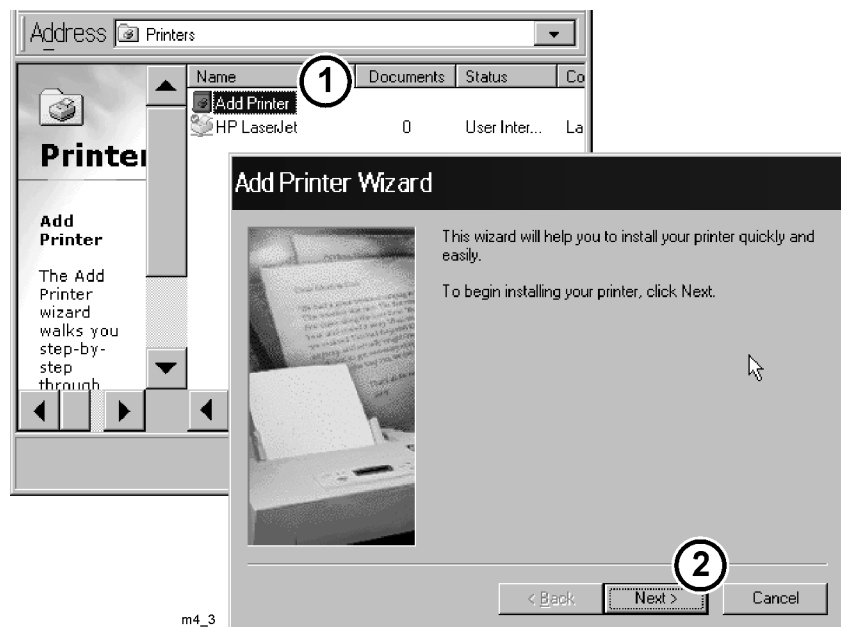 Address Printers
Name Documents Status Co
1
Add Printer
HP LaserJet 0 User Inter... La
Printer
Add
Printer
The Add
Printer
wizard
walks you
step-by-
step
through
Add Printer Wizard
This wizard will help you to install your printer quickly and
easily.
To begin installing your printer, click Next.
2
< Back Next > Cancel
m4_3